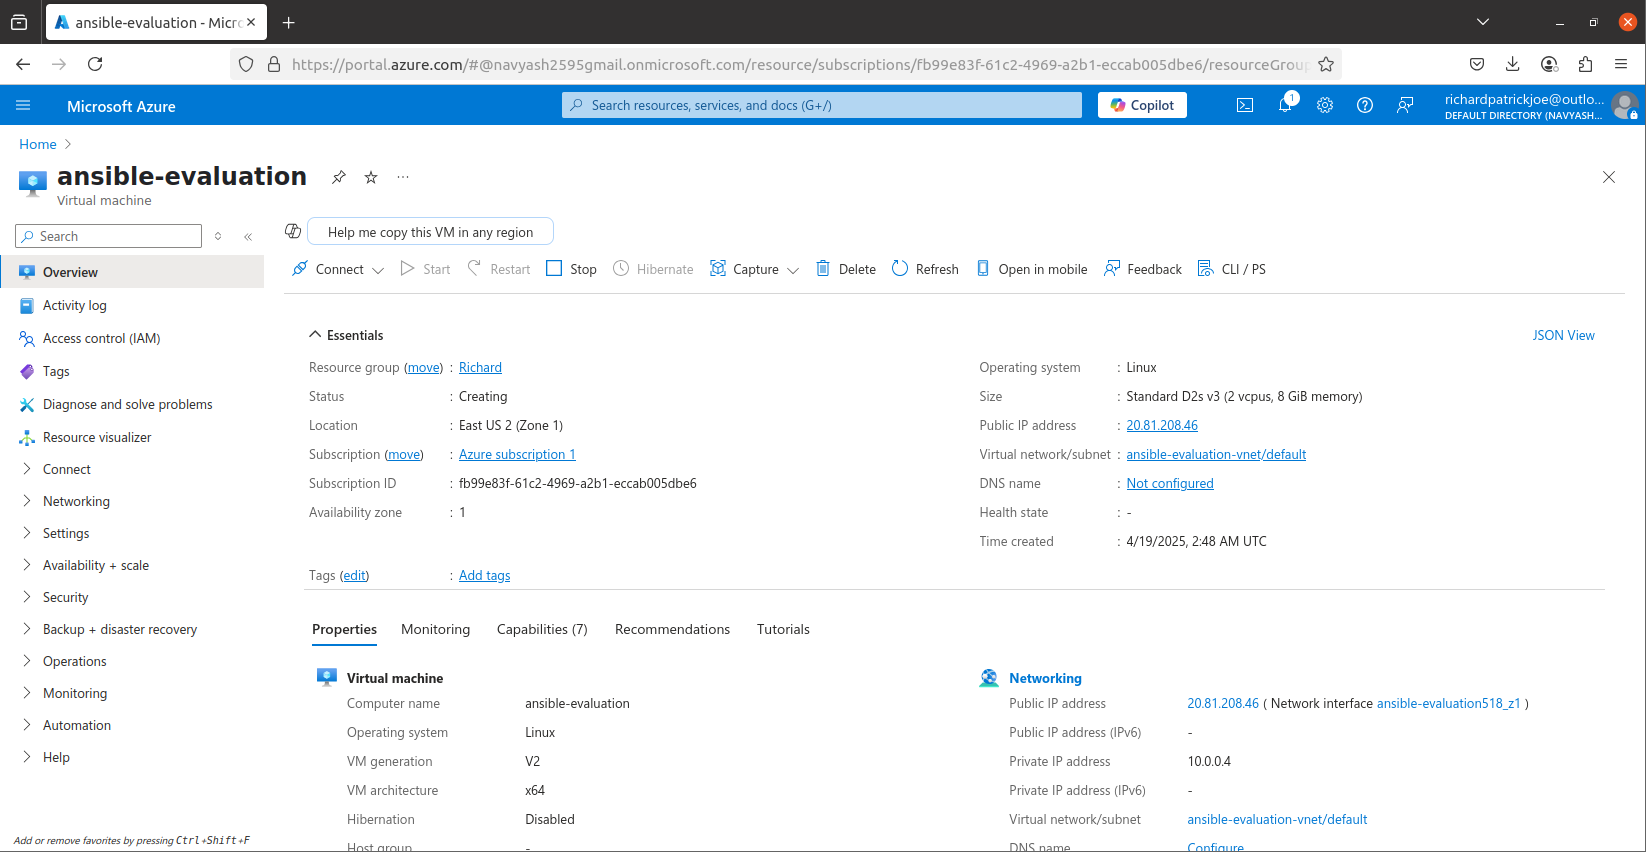 ansible-evaluation - Micr
https://portal.azure.com/#@navyash2595gmail.onmicrosoft.com/resource/subscriptions/fb99e83f-61c2-4969-a2b1-eccab005dbe6/resourceGroup
Microsoft Azure
Search resources, services, and docs (G+/)
Copilot
1
richardpatrickjoe@outlo...
DEFAULT DIRECTORY (NAVYASH...
Home
ansible-evaluation
Virtual machine
Search
Help me copy this VM in any region
Connect Start Restart Stop Hibernate Capture Delete Refresh Open in mobile Feedback CLI / PS
Overview
Activity log
Access control (IAM)
Tags
Diagnose and solve problems
Resource visualizer
Connect
Networking
Settings
Availability + scale
Security
Backup + disaster recovery
Operations
Monitoring
Automation
Help
Add or remove favorites by pressing Ctrl+Shift+F
Essentials
JSON View
Resource group (move) : Richard
Status : Creating
Location : East US 2 (Zone 1)
Subscription (move) : Azure subscription 1
Subscription ID : fb99e83f-61c2-4969-a2b1-eccab005dbe6
Availability zone : 1
Operating system : Linux
Size : Standard D2s v3 (2 vcpus, 8 GiB memory)
Public IP address : 20.81.208.46
Virtual network/subnet : ansible-evaluation-vnet/default
DNS name : Not configured
Health state : -
Time created : 4/19/2025, 2:48 AM UTC
Tags (edit) : Add tags
Properties Monitoring Capabilities (7) Recommendations Tutorials
Virtual machine
Computer name ansible-evaluation
Operating system Linux
VM generation V2
VM architecture x64
Hibernation Disabled
Host group -
Networking
Public IP address 20.81.208.46 ( Network interface ansible-evaluation518_z1 )
Public IP address (IPv6) -
Private IP address 10.0.0.4
Private IP address (IPv6) -
Virtual network/subnet ansible-evaluation-vnet/default
DNS name Configure